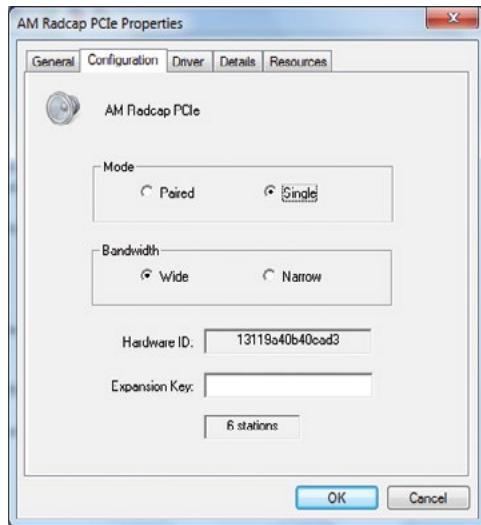 AM Radcap PCIe Properties
General Configuration Driver Details Resources
AM Radcap PCIe
Mode
Paired Single
Bandwidth
Wide Narrow
Hardware ID: 13119a40b40cad3
Expansion Key:
6 stations
OK Cancel